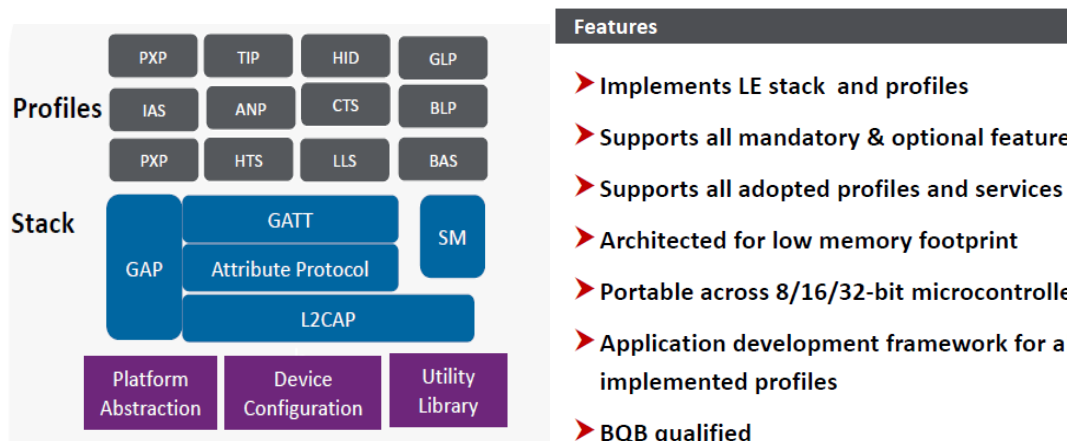 PXP TIP HID GLP
Profiles
IAS ANP CTS BLP
PXP HTS LLS BAS
Stack
GAP
GATT
SM
Attribute Protocol
L2CAP
Platform
Abstraction
Device
Configuration
Utility
Library
Features
Implements LE stack and profiles
Supports all mandatory & optional feature
Supports all adopted profiles and services
Architected for low memory footprint
Portable across 8/16/32-bit microcontrolle
Application development framework for a
implemented profiles
BQB qualified